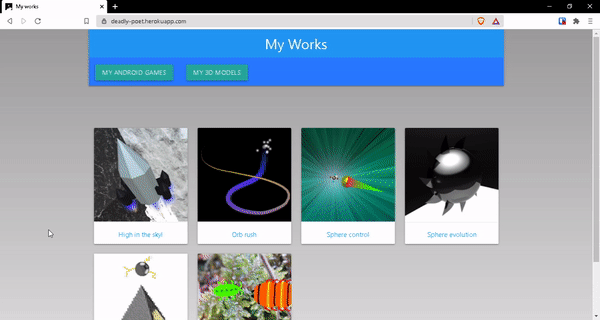 My works
deadly-poet.herokuapp.com
My Works
MY ANDROID GAMES
MY 3D MODELS
High in the sky!
Orb rush
Sphere control
Sphere evolution